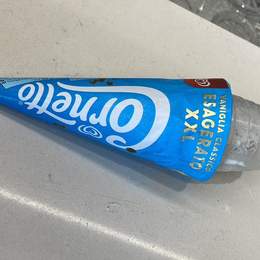 Cornetto
VANIGLIA CLASSICO
ESAGERATO
XXL